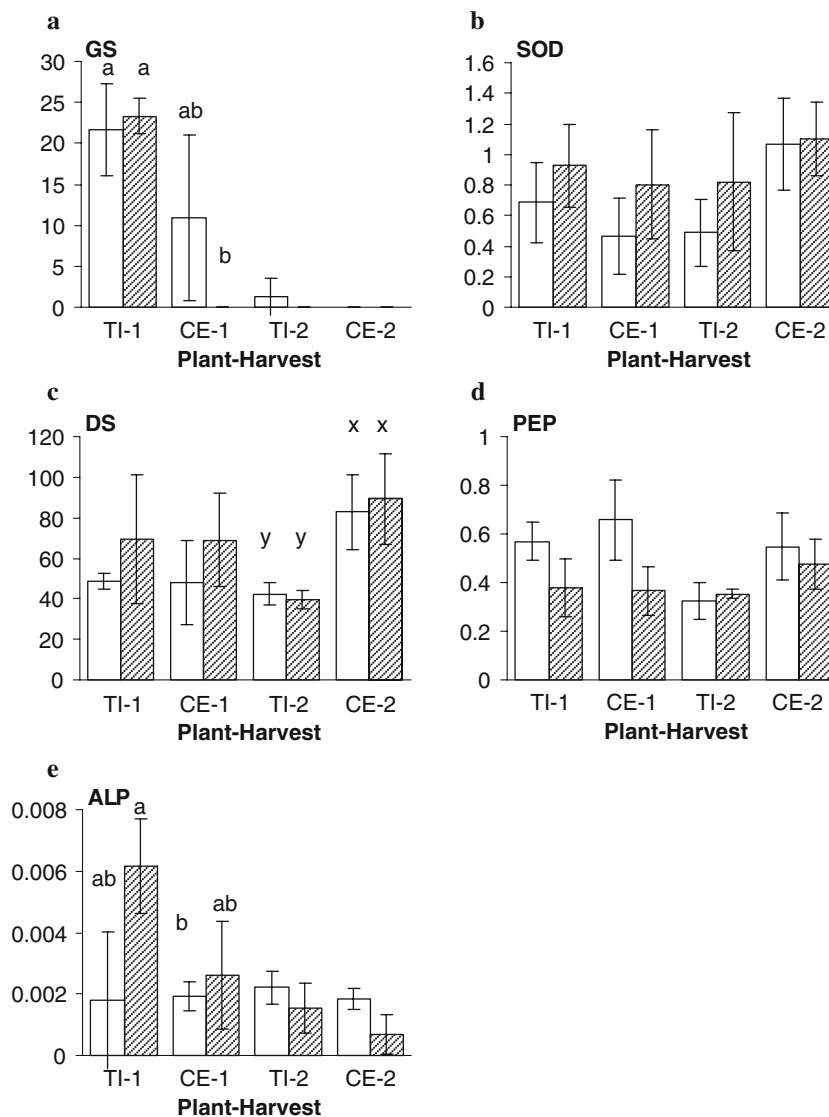 a
GS
30
25
20
15
10
5
0
a a
ab
b
TI-1 CE-1 TI-2 CE-2
Plant-Harvest
b
SOD
1.6
1.4
1.2
1
0.8
0.6
0.4
0.2
0
TI-1 CE-1 TI-2 CE-2
Plant-Harvest
c
DS
120
100
80
60
40
20
0
x x
y y
TI-1 CE-1 TI-2 CE-2
Plant-Harvest
d
PEP
1
0.8
0.6
0.4
0.2
0
TI-1 CE-1 TI-2 CE-2
Plant-Harvest
e
ALP
0.008
0.006
0.004
0.002
0
a
ab
b ab
TI-1 CE-1 TI-2 CE-2
Plant-Harvest